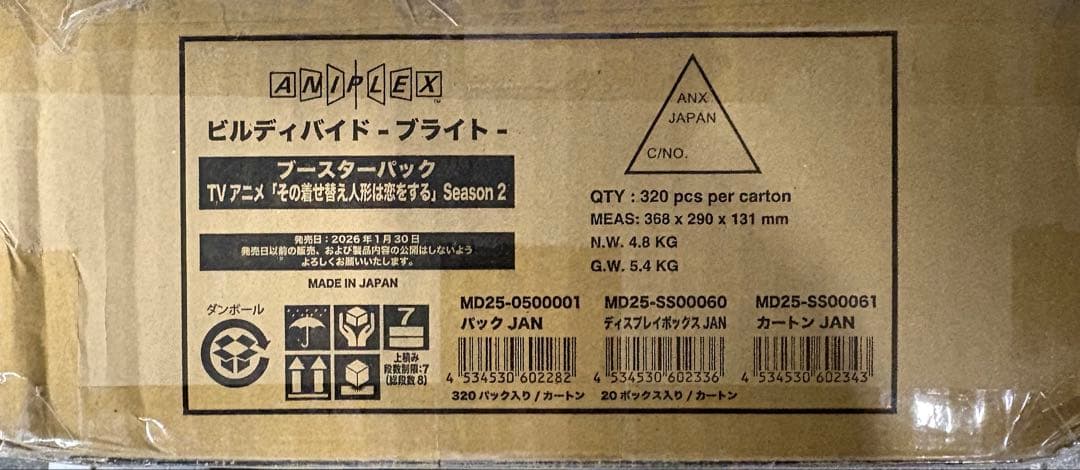 ANIPLEX
ビルディバイド -ブライト-
ブースターパック
TVアニメ「その着せ替え人形は恋をする」Season 2
発売日:2026年1月30日
発売日以前の販売、および製品内容の公開はしないよう
よろしくお願いいたします。
MADE IN JAPAN
ダンボール
7
上積み
段数制限:7
(総段数8)
ANX
JAPAN
C/NO.
QTY : 320 pcs per carton
MEAS: 368 x 290 x 131 mm
N.W. 4.8 KG
G.W. 5.4 KG
MD25-0500001
パック JAN
4 534530 602282
320パック入り/カートン
MD25-SS00060
ディスプレイボックス JAN
4 534530 602336
20ボックス入り/カートン
MD25-SS00061
カートン JAN
4 534530 602343